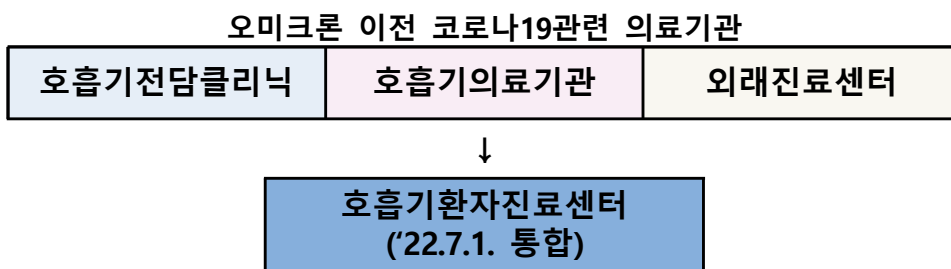 오미크론 이전 코로나19관련 의료기관
호흡기전담클리닉 호흡기의료기관 외래진료센터
↓
호흡기환자진료센터
(‘22.7.1. 통합)